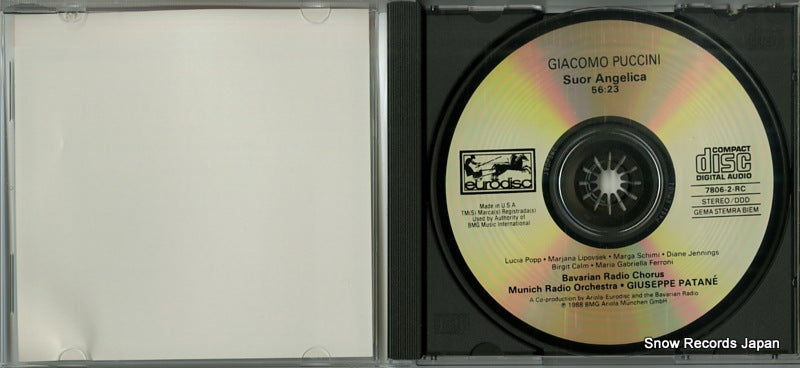 GIACOMO PUCCINI
Suor Angelica
56:23
eurodisc
Made in U.S.A.
TM(S) Marca(s) Registrada(s)
Used by Authority of
BMG Music International
COMPACT
disc
DIGITAL AUDIO
7806-2-RC
STEREO/DDD
GEMA STEMRA BIEM
Lucia Popp • Marjana Lipovsek • Marga Schimi • Diane Jennings
Birgit Calm • Maria Gabriella Ferroni
Bavarian Radio Chorus
Munich Radio Orchestra • GIUSEPPE PATANÉ
A Co-production by Ariola-Eurodisc and the Bavarian Radio
℗ 1988 BMG Ariola München GmbH
Snow Records Japan